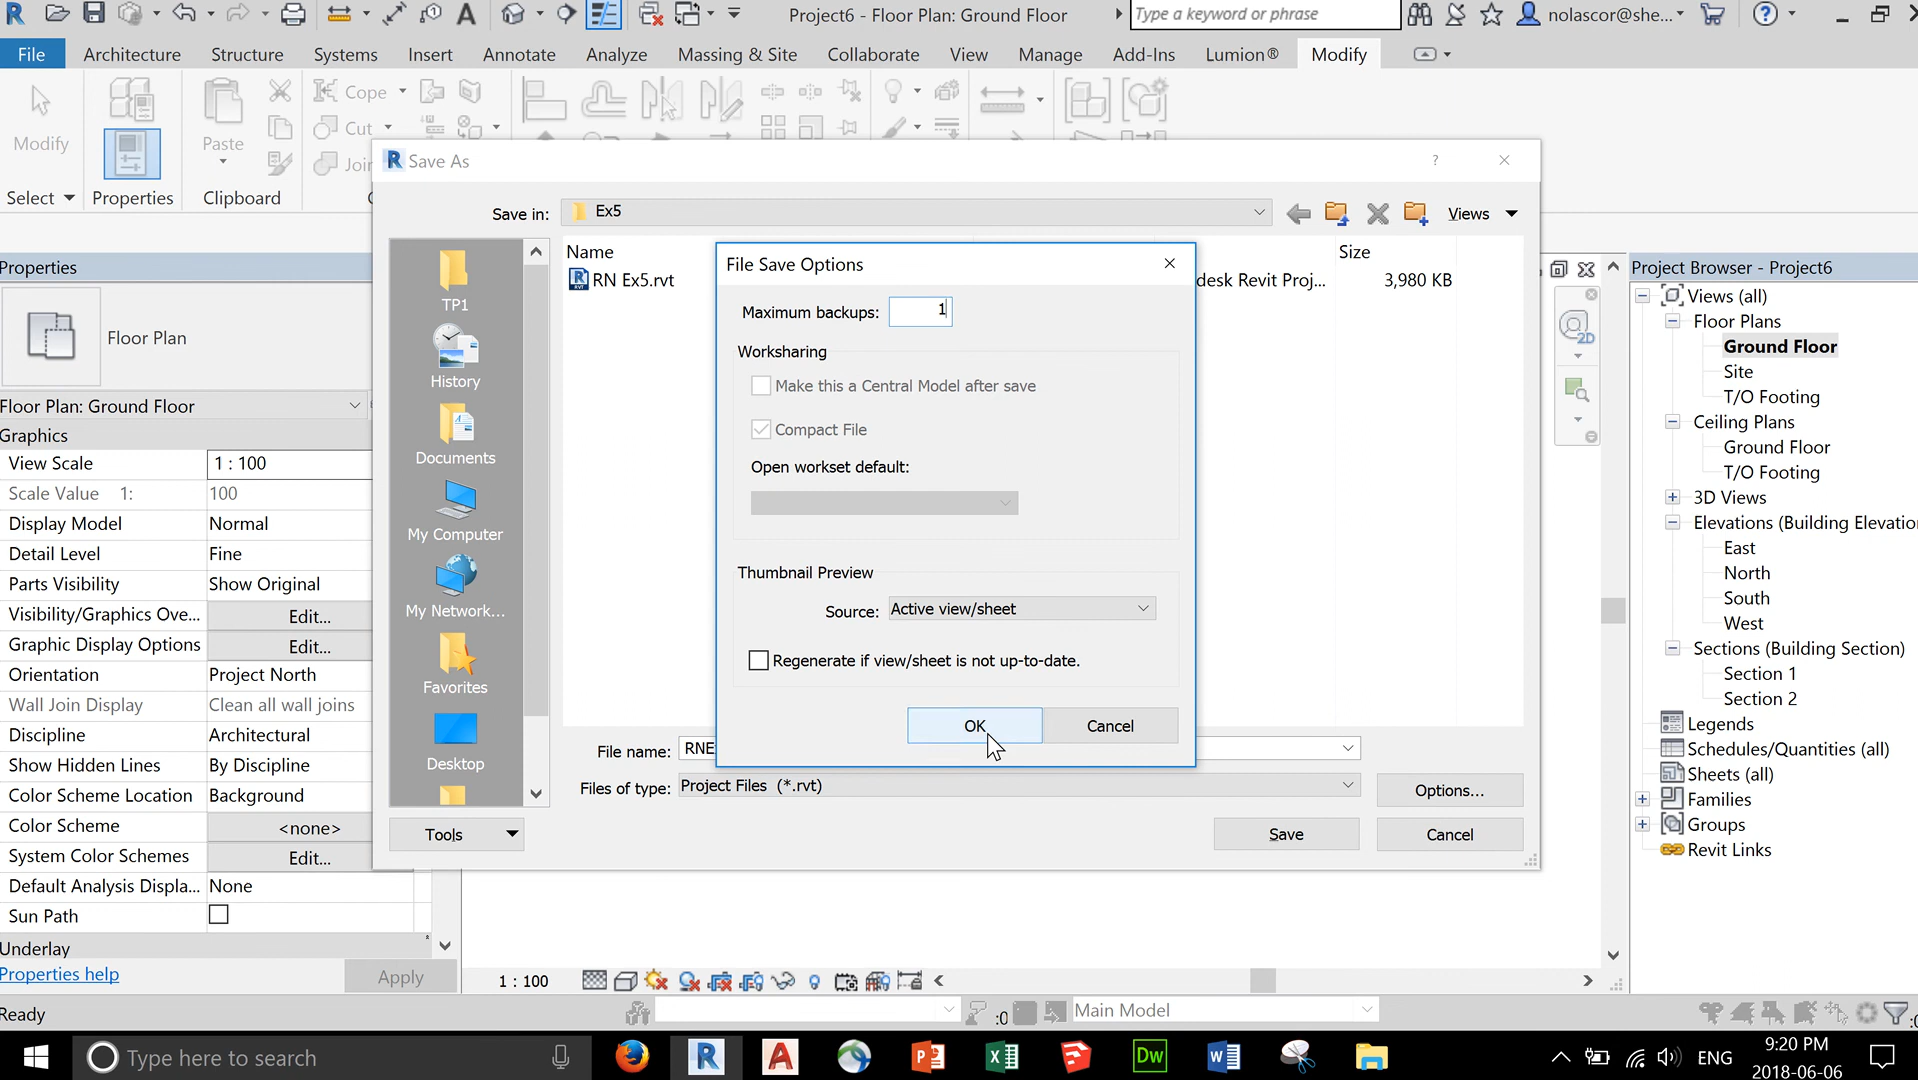 Project6 - Floor Plan: Ground Floor
Type a keyword or phrase
nolascor@she...
File Architecture Structure Systems Insert Annotate Analyze Massing & Site Collaborate View Manage Add-Ins Lumion® Modify
Modify
Paste
Cope
Cut
Join
Select
Properties
Clipboard
Save As
Save in: Ex5
Views
Name
Size
RN Ex5.rvt
desk Revit Proj...
3,980 KB
TP1
History
Documents
My Computer
My Network...
Favorites
Desktop
File name: RNE
Files of type: Project Files (*.rvt)
Options...
Tools
Save
Cancel
File Save Options
Maximum backups: 1
Worksharing
Make this a Central Model after save
Compact File
Open workset default:
Thumbnail Preview
Source: Active view/sheet
Regenerate if view/sheet is not up-to-date.
OK
Cancel
Properties
Floor Plan
Floor Plan: Ground Floor
Graphics
View Scale 1 : 100
Scale Value 1: 100
Display Model Normal
Detail Level Fine
Parts Visibility Show Original
Visibility/Graphics Ove... Edit...
Graphic Display Options Edit...
Orientation Project North
Wall Join Display Clean all wall joins
Discipline Architectural
Show Hidden Lines By Discipline
Color Scheme Location Background
Color Scheme <none>
System Color Schemes Edit...
Default Analysis Displa... None
Sun Path
Underlay
Properties help
Apply
2D
Project Browser - Project6
Views (all)
Floor Plans
Ground Floor
Site
T/O Footing
Ceiling Plans
Ground Floor
T/O Footing
3D Views
Elevations (Building Elevatio
East
North
South
West
Sections (Building Section)
Section 1
Section 2
Legends
Schedules/Quantities (all)
Sheets (all)
Families
Groups
Revit Links
1 : 100
Ready
:0
Main Model
:0
Type here to search
Dw
ENG
9:20 PM
2018-06-06